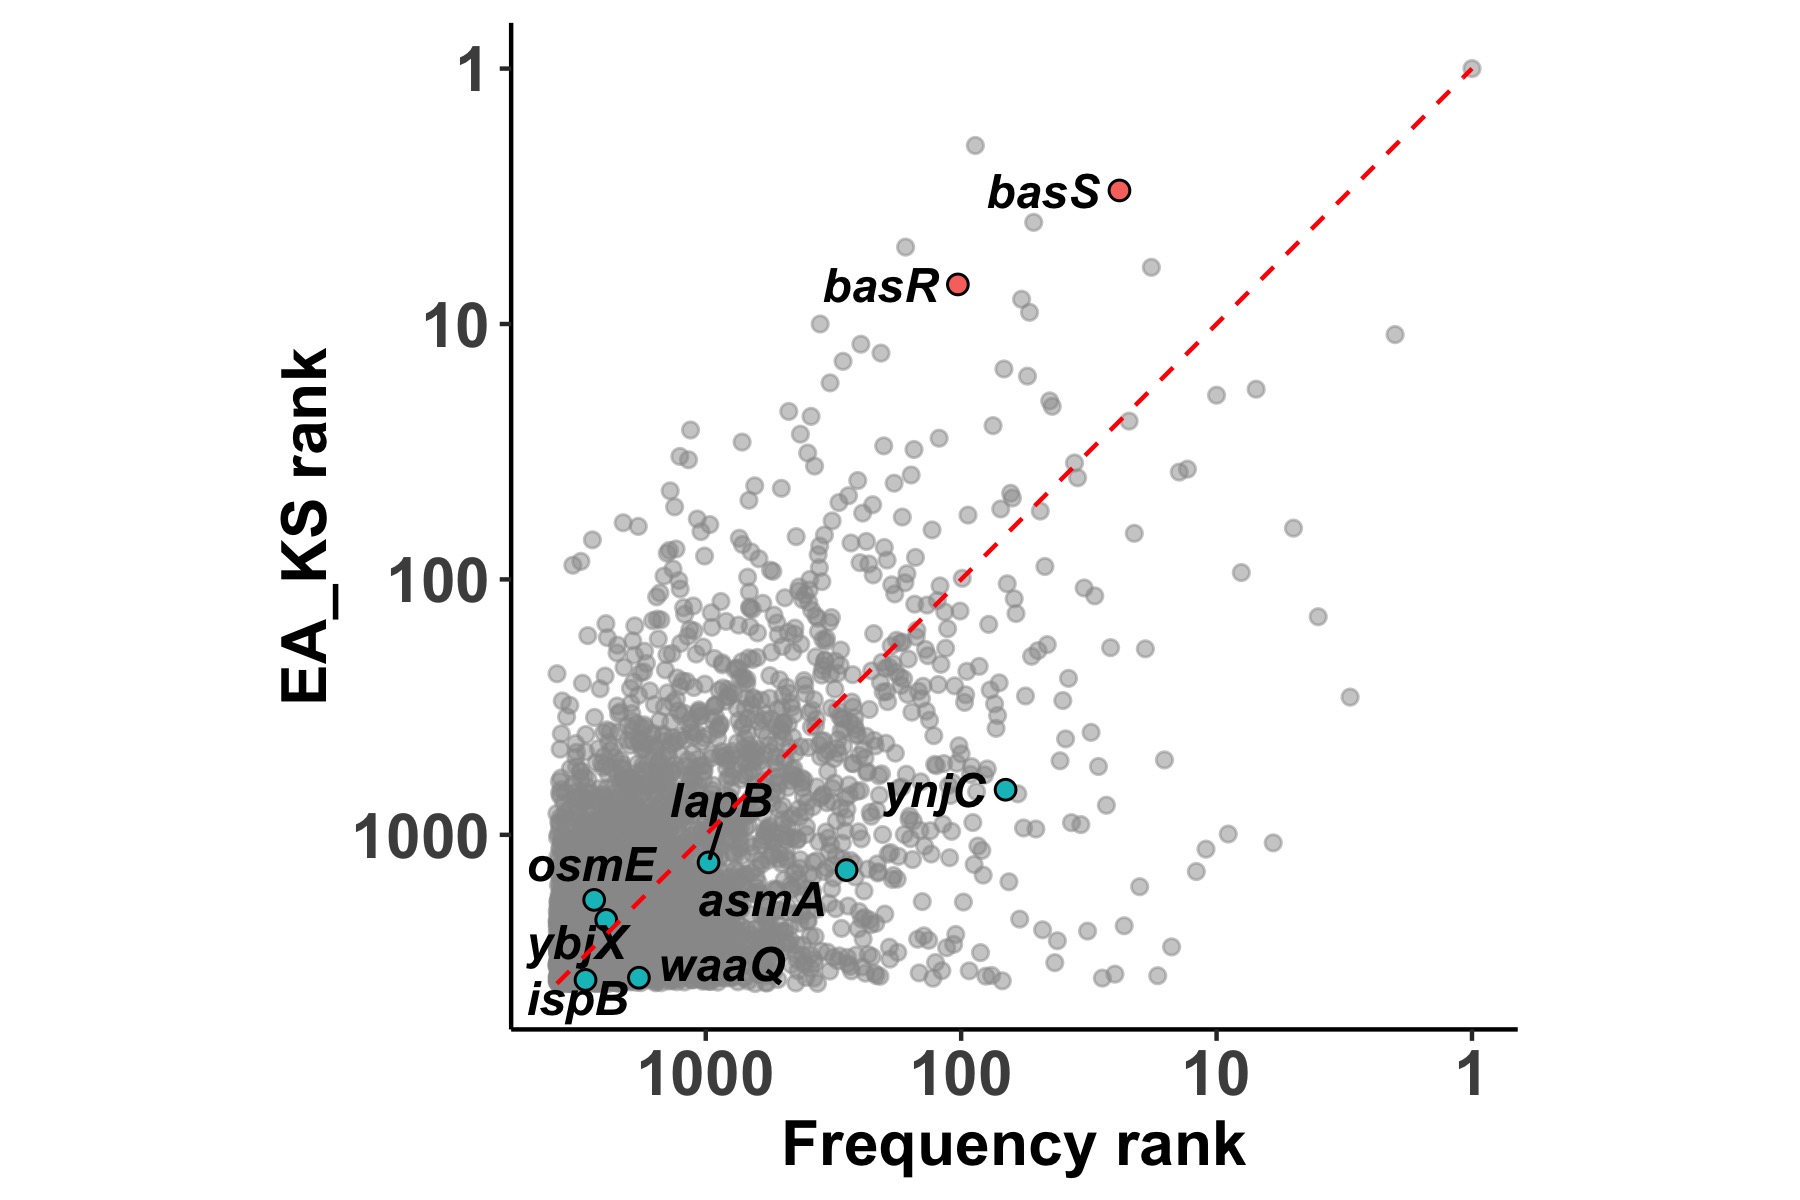 1
basS
basR
10
EA_KS rank
100
lapB
ynjC
1000
osmE
asmA
ybjX
waaQ
ispB
1000
100
10
1
Frequency rank